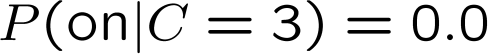 P(on|C = 3) = 0.0